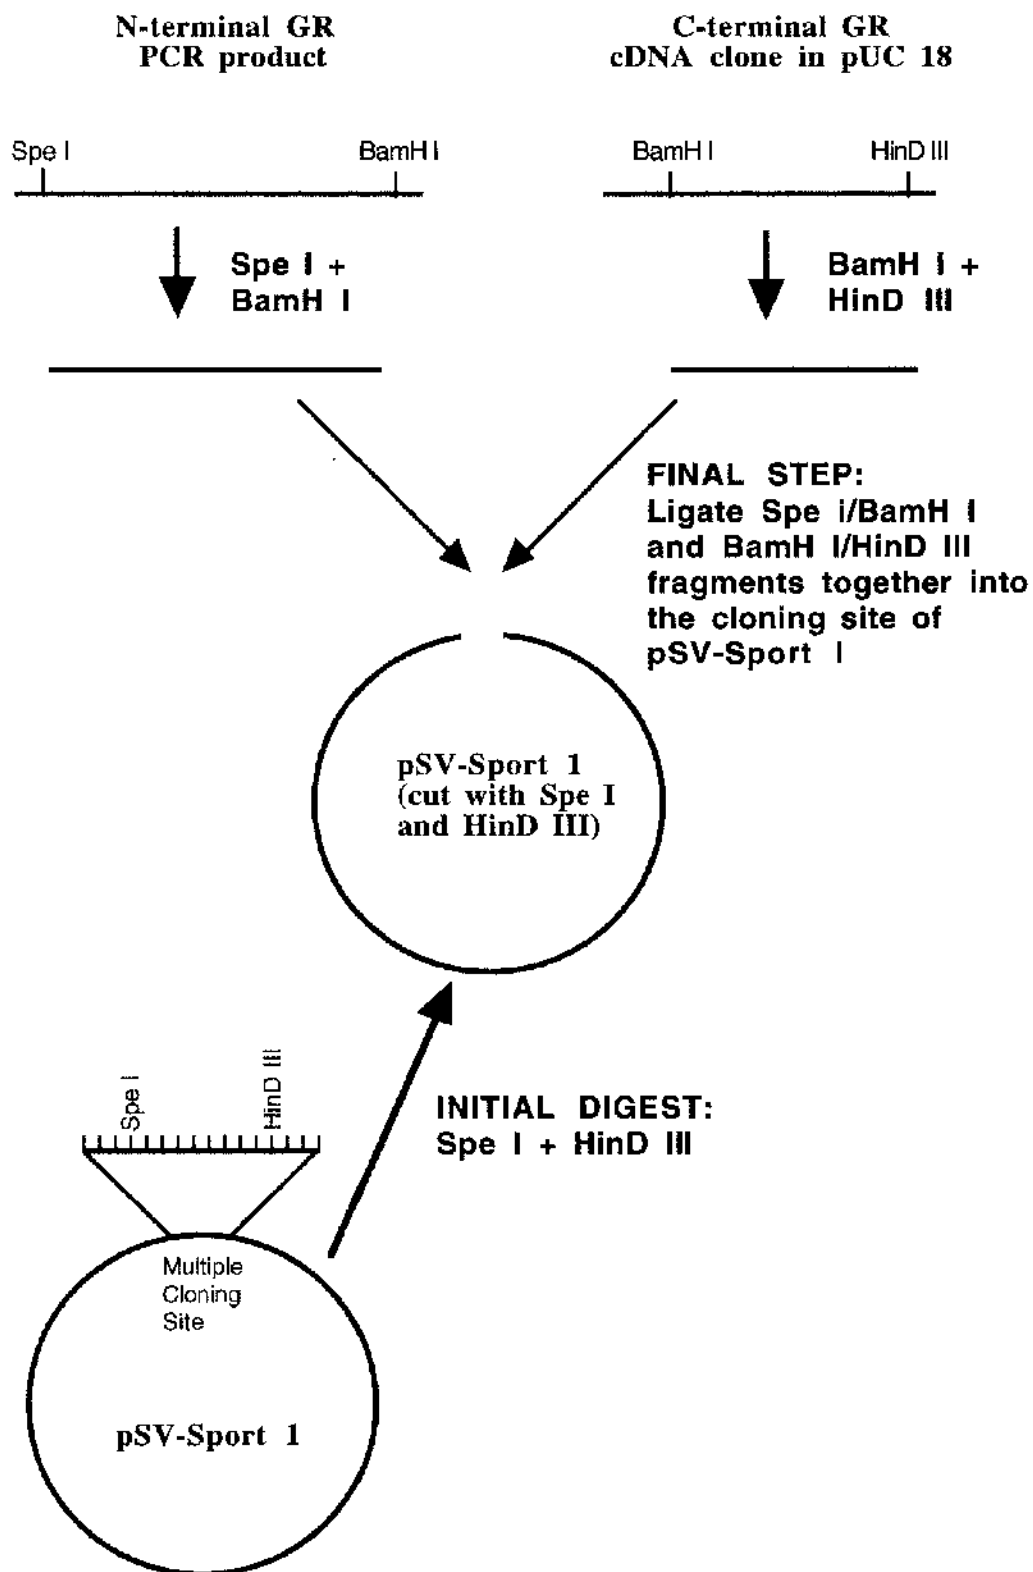 N-terminal GR
PCR product
C-terminal GR
cDNA clone in pUC 18
Spe I
BamH I
BamH I
HinD III
Spe I +
BamH I
BamH I +
HinD III
FINAL STEP:
Ligate Spe i/BamH I
and BamH I/HinD III
fragments together into
the cloning site of
pSV-Sport I
pSV-Sport 1
(cut with Spe I
and HinD III)
Spe I
HinD III
INITIAL DIGEST:
Spe I + HinD III
Multiple
Cloning
Site
pSV-Sport 1